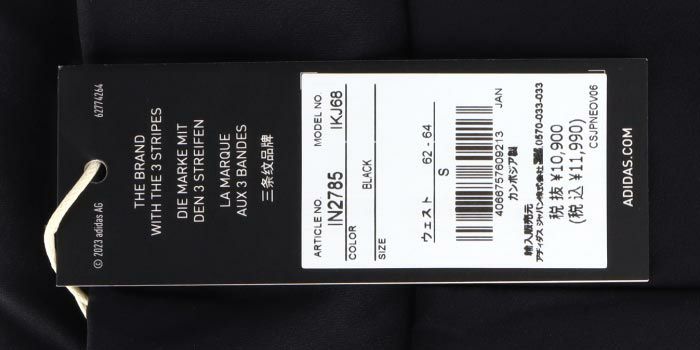 62774264
THE BRAND
WITH THE 3 STRIPES
DIE MARKE MIT
DEN 3 STREIFEN
LA MARQUE
AUX 3 BANDES
三条纹品牌
© 2023 adidas AG
ARTICLE NO.
IN2785
MODEL NO.
IKJ68
COLOR
BLACK
SIZE
ウェスト 62 - 64
S
JAN
4066757609213
カンボジア製
輸入販売元
アディダス ジャパン株式会社 0570-033-033
税 抜 ¥10,900
(税 込 ¥11,990)
CSJPNEOV06
ADIDAS.COM